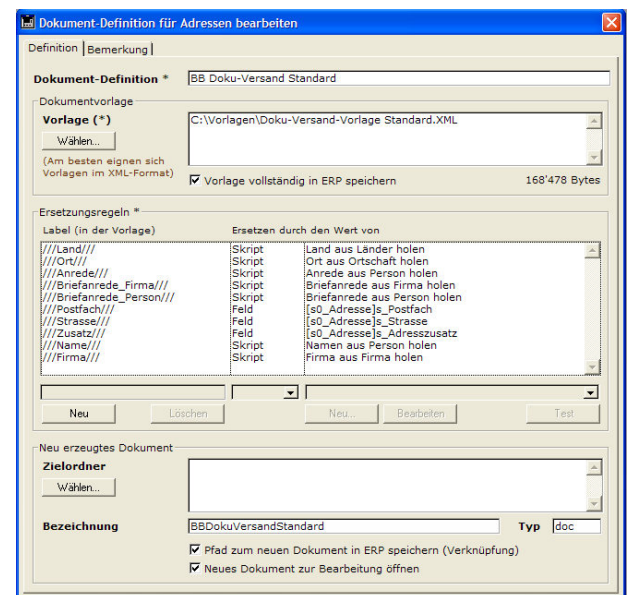 Dokument-Definition für Adressen bearbeiten
Definition Bemerkung
Dokument-Definition * BB Doku-Versand Standard
Dokumentvorlage
Vorlage (*) C:\Vorlagen\Doku-Versand-Vorlage Standard.XML
Wählen...
(Am besten eignen sich
Vorlagen im XML-Format)
Vorlage vollständig in ERP speichern 168'478 Bytes
Ersetzungsregeln *
Label (in der Vorlage) Ersetzen durch den Wert von
///Land/// Skript Land aus Länder holen
///Ort/// Skript Ort aus Ortschaft holen
///Anrede/// Skript Anrede aus Person holen
///Briefanrede_Firma/// Skript Briefanrede aus Firma holen
///Briefanrede_Person/// Skript Briefanrede aus Person holen
///Postfach/// Feld [s0_Adresse]s_Postfach
///Strasse/// Feld [s0_Adresse]s_Strasse
///Zusatz/// Feld [s0_Adresse]s_Adresszusatz
///Name/// Skript Namen aus Person holen
///Firma/// Skript Firma aus Firma holen
Neu Löschen Neu... Bearbeiten Test
Neu erzeugtes Dokument
Zielordner
Wählen...
Bezeichnung BBDokuVersandStandard Typ doc
Pfad zum neuen Dokument in ERP speichern (Verknüpfung)
Neues Dokument zur Bearbeitung öffnen